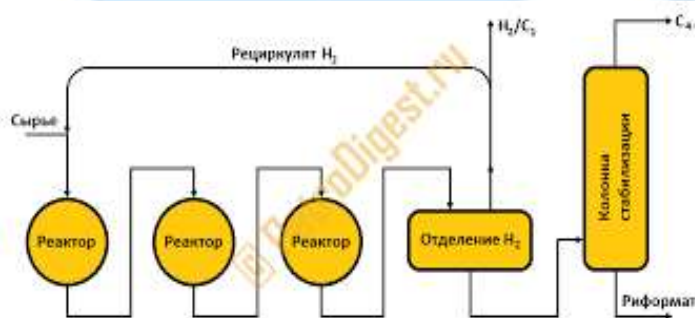 H₂/C₁
C₄
Рециркулят H₂
Сырье
Реактор
Реактор
Реактор
Отделение H₂
Колонна
стабилизации
Риформат
© PetroDigest.ru